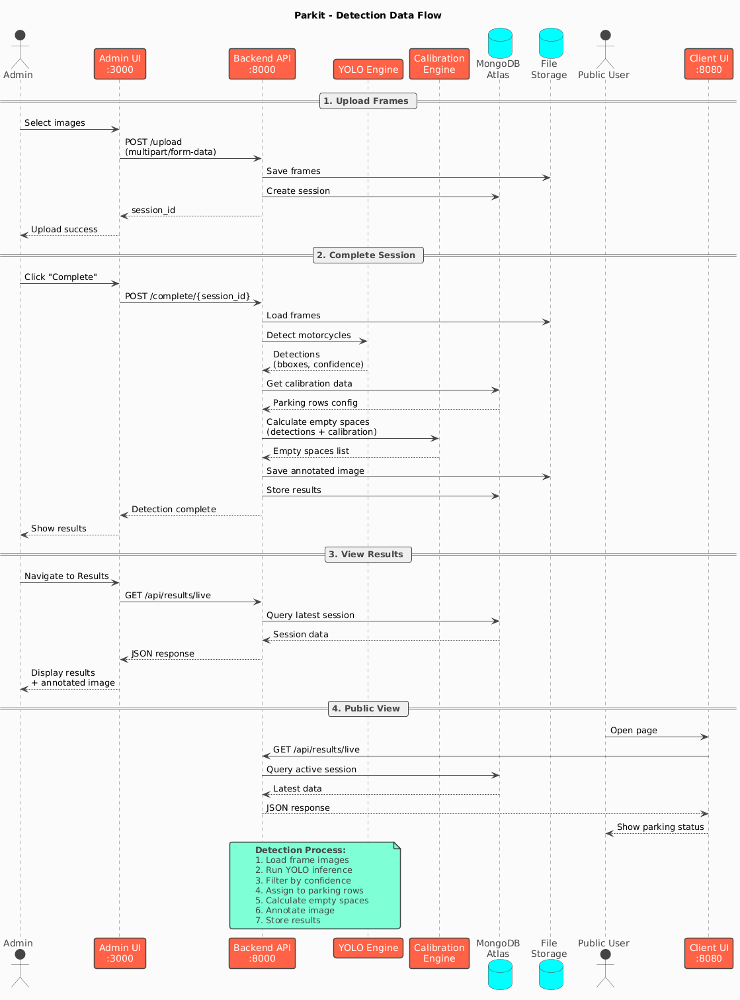 Parkit - Detection Data Flow
Admin
Admin UI
:3000
Backend API
:8000
YOLO Engine
Calibration
Engine
MongoDB
Atlas
File
Storage
Public User
Client UI
:8080
1. Upload Frames
Select images
POST /upload
(multipart/form-data)
Save frames
Create session
session_id
Upload success
2. Complete Session
Click "Complete"
POST /complete/{session_id}
Load frames
Detect motorcycles
Detections
(bboxes, confidence)
Get calibration data
Parking rows config
Calculate empty spaces
(detections + calibration)
Empty spaces list
Save annotated image
Store results
Detection complete
Show results
3. View Results
Navigate to Results
GET /api/results/live
Query latest session
Session data
JSON response
Display results
+ annotated image
4. Public View
Open page
GET /api/results/live
Query active session
Latest data
JSON response
Show parking status
Detection Process:
1. Load frame images
2. Run YOLO inference
3. Filter by confidence
4. Assign to parking rows
5. Calculate empty spaces
6. Annotate image
7. Store results
Admin
Admin UI
:3000
Backend API
:8000
YOLO Engine
Calibration
Engine
MongoDB
Atlas
File
Storage
Public User
Client UI
:8080